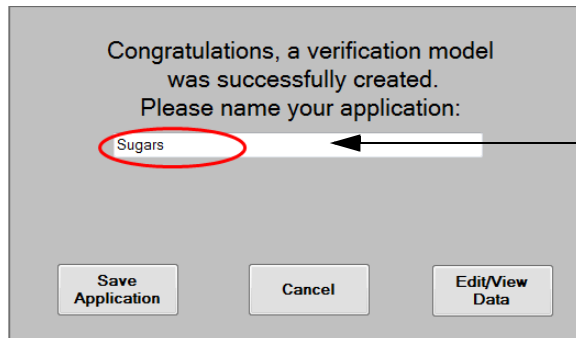 Congratulations, a verification model
was successfully created.
Please name your application:
Sugars
Save
Application
Cancel
Edit/View
Data